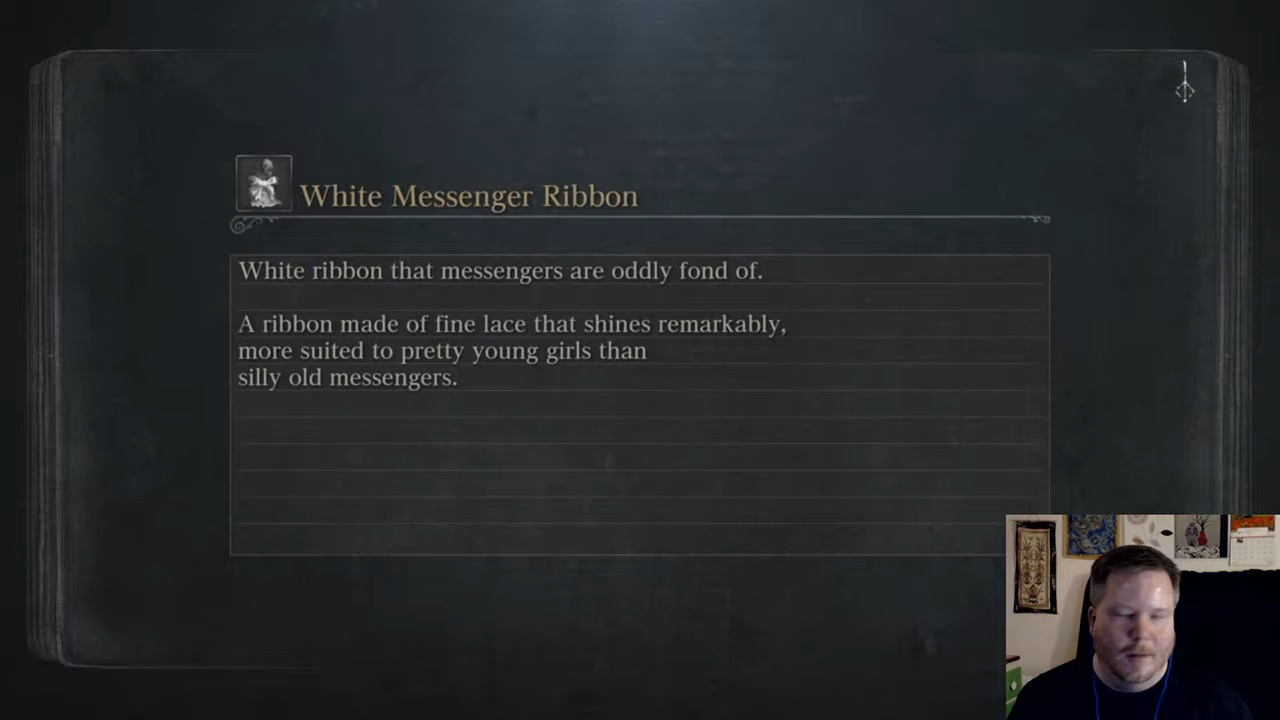 White Messenger Ribbon
White ribbon that messengers are oddly fond of.
A ribbon made of fine lace that shines remarkably,
more suited to pretty young girls than
silly old messengers.